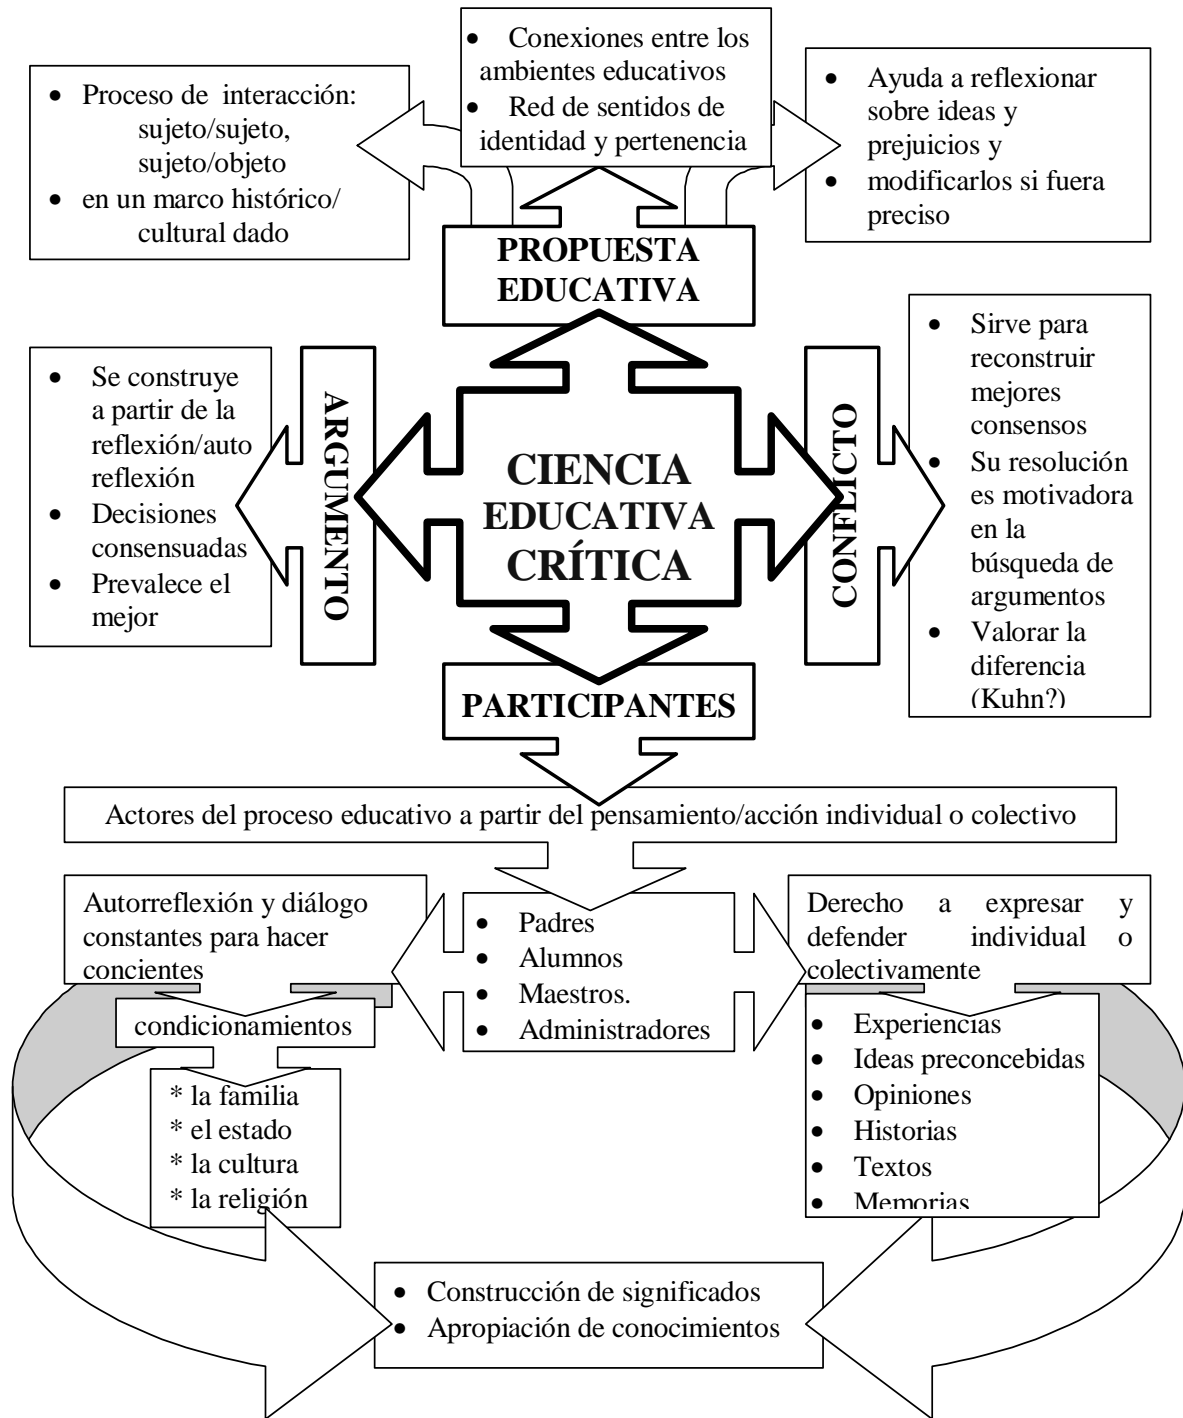 • Conexiones entre los
ambientes educativos
• Red de sentidos de
identidad y pertenencia
• Proceso de interacción:
sujeto/sujeto,
sujeto/objeto
• en un marco histórico/
cultural dado
• Ayuda a reflexionar
sobre ideas y
prejuicios y
• modificarlos si fuera
preciso
PROPUESTA
EDUCATIVA
• Se construye
a partir de la
reflexión/auto
reflexión
• Decisiones
consensuadas
• Prevalece el
mejor
ARGUMENTO
CIENCIA
EDUCATIVA
CRÍTICA
CONFLICTO
• Sirve para
reconstruir
mejores
consensos
• Su resolución
es motivadora
en la
búsqueda de
argumentos
• Valorar la
diferencia
(Kuhn?)
PARTICIPANTES
Actores del proceso educativo a partir del pensamiento/acción individual o colectivo
Autorreflexión y diálogo
constantes para hacer
concientes
condicionamientos
* la familia
* el estado
* la cultura
* la religión
• Padres
• Alumnos
• Maestros.
• Administradores
Derecho a expresar y
defender individual o
colectivamente
• Experiencias
• Ideas preconcebidas
• Opiniones
• Historias
• Textos
• Memorias
• Construcción de significados
• Apropiación de conocimientos